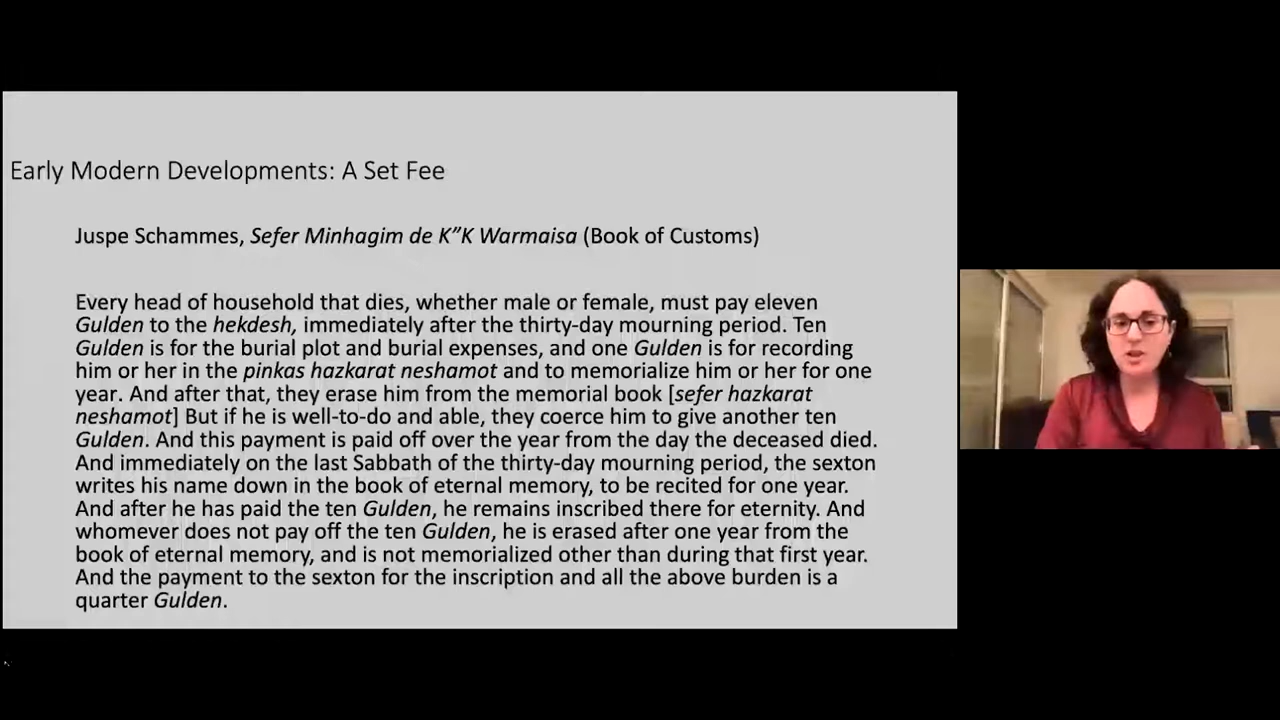 Early Modern Developments: A Set Fee
Juspe Schammes, Sefer Minhagim de K”K Warmaisa (Book of Customs)
Every head of household that dies, whether male or female, must pay eleven
Gulden to the hekdesh, immediately after the thirty-day mourning period. Ten
Gulden is for the burial plot and burial expenses, and one Gulden is for recording
him or her in the pinkas hazkarat neshamot and to memorialize him or her for one
year. And after that, they erase him from the memorial book [sefer hazkarat
neshamot] But if he is well-to-do and able, they coerce him to give another ten
Gulden. And this payment is paid off over the year from the day the deceased died.
And immediately on the last Sabbath of the thirty-day mourning period, the sexton
writes his name down in the book of eternal memory, to be recited for one year.
And after he has paid the ten Gulden, he remains inscribed there for eternity. And
whomever does not pay off the ten Gulden, he is erased after one year from the
book of eternal memory, and is not memorialized other than during that first year.
And the payment to the sexton for the inscription and all the above burden is a
quarter Gulden.